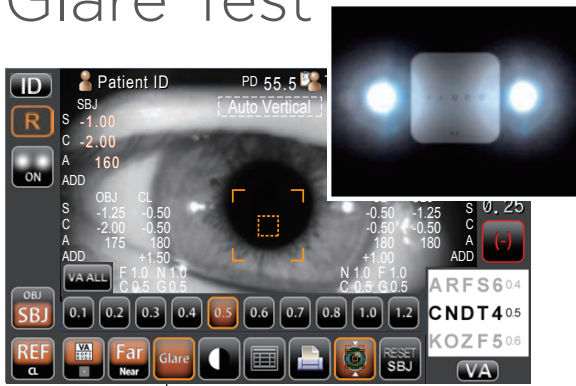 Glare Test
ID
Patient ID
PD 55.5
Auto Vertical
R
SBJ
S -1.00
C -2.00
A 160
ADD
ON
OBJ CL
S -1.25 -0.50
C -2.00 -0.50
A 175 180
ADD +1.50
-0.50 -1.25 S 0.25
-0.50 -0.50 C
180 180 A (-)
+1.00 ADD
VA ALL
F 1.0 N 1.0
C 0.5 G 0.5
N 1.0 F 1.0
C 0.5 G 0.5
ARFS6 0.4
CNDT4 0.5
KOZF5 0.6
OBJ
SBJ
0.1 0.2 0.3 0.4 0.5 0.6 0.7 0.8 1.0 1.2
REF
CL
VA
Far
Near
Glare
RESET
SBJ
VA